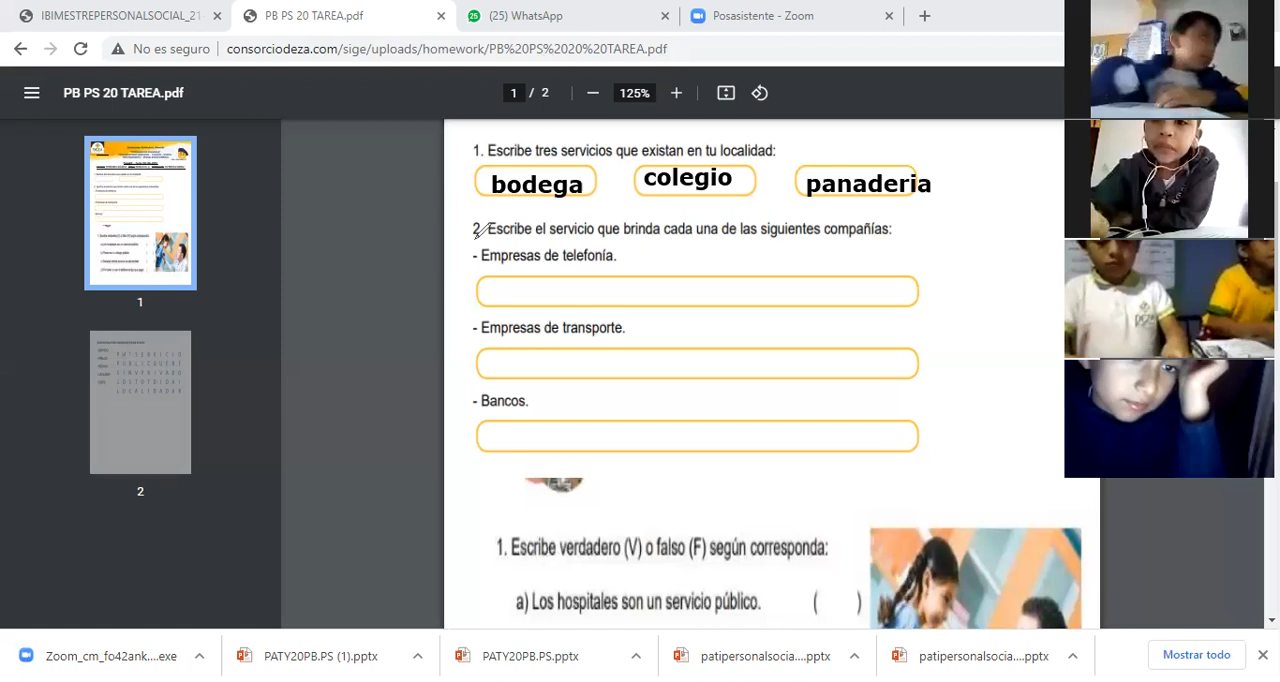 IBIMESTREPERSONALSOCIAL_21-
PB PS 20 TAREA.pdf
(25) WhatsApp
Posasistente - Zoom
No es seguro
consorciodeza.com/sige/uploads/homework/PB%20PS%2020%20TAREA.pdf
PB PS 20 TAREA.pdf
1 / 2
125%
1. Escribe tres servicios que existan en tu localidad:
bodega colegio panaderia
2. Escribe el servicio que brinda cada una de las siguientes compañías:
- Empresas de telefonía.
- Empresas de transporte.
- Bancos.
1. Escribe verdadero (V) o falso (F) según corresponda:
a) Los hospitales son un servicio público. ( )
1
2
Zoom_cm_fo42ank....exe
PATY20PB.PS (1).pptx
PATY20PB.PS.pptx
patipersonalsocia....pptx
patipersonalsocia....pptx
Mostrar todo